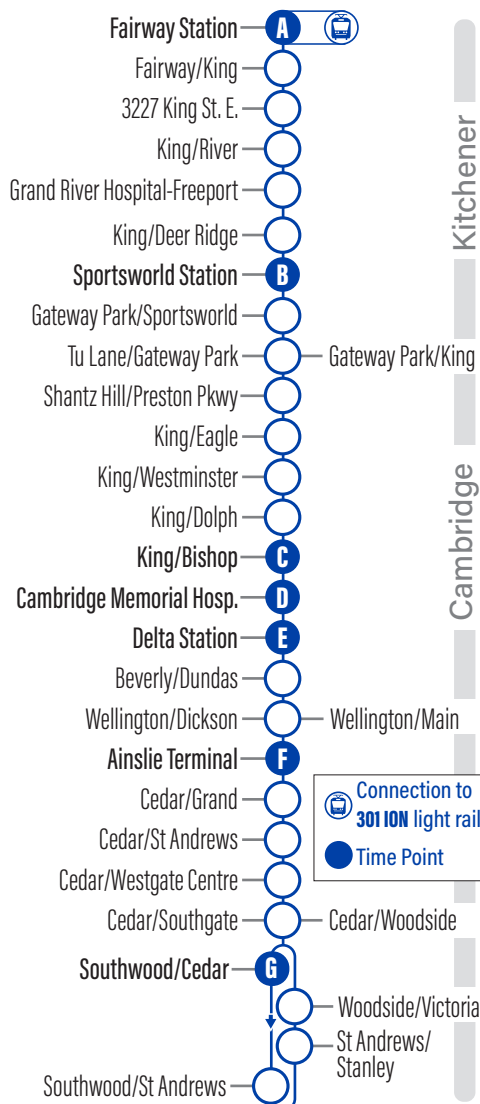 Fairway Station
A
Fairway/King
3227 King St. E.
King/River
Grand River Hospital-Freeport
King/Deer Ridge
Sportsworld Station
B
Gateway Park/Sportsworld
Tu Lane/Gateway Park
Gateway Park/King
Shantz Hill/Preston Pkwy
King/Eagle
King/Westminster
King/Dolph
King/Bishop
C
Cambridge Memorial Hosp.
D
Delta Station
E
Beverly/Dundas
Wellington/Dickson
Wellington/Main
Ainslie Terminal
F
Cedar/Grand
Cedar/St Andrews
Cedar/Westgate Centre
Cedar/Southgate
Cedar/Woodside
Southwood/Cedar
G
Woodside/Victoria
St Andrews/
Stanley
Southwood/St Andrews
Kitchener
Cambridge
Connection to
301 ION light rail
Time Point